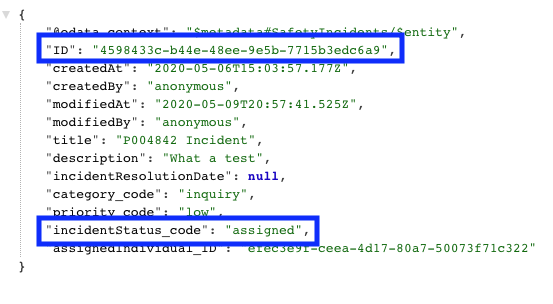 {
"@odata.context": "$metadata#SafetyIncidents/$entity",
"ID": "4598433c-b44e-48ee-9e5b-7715b3edc6a9",
"createdAt": "2020-05-06T15:03:57.177Z",
"createdBy": "anonymous",
"modifiedAt": "2020-05-09T20:57:41.525Z",
"modifiedBy": "anonymous",
"title": "P004842 Incident",
"description": "What a test",
"incidentResolutionDate": null,
"category_code": "inquiry",
"priority_code": "low",
"incidentStatus_code": "assigned",
"assignedIndividual_ID": "efec3e9f-ceea-4d17-80a7-50073f71c322"
}